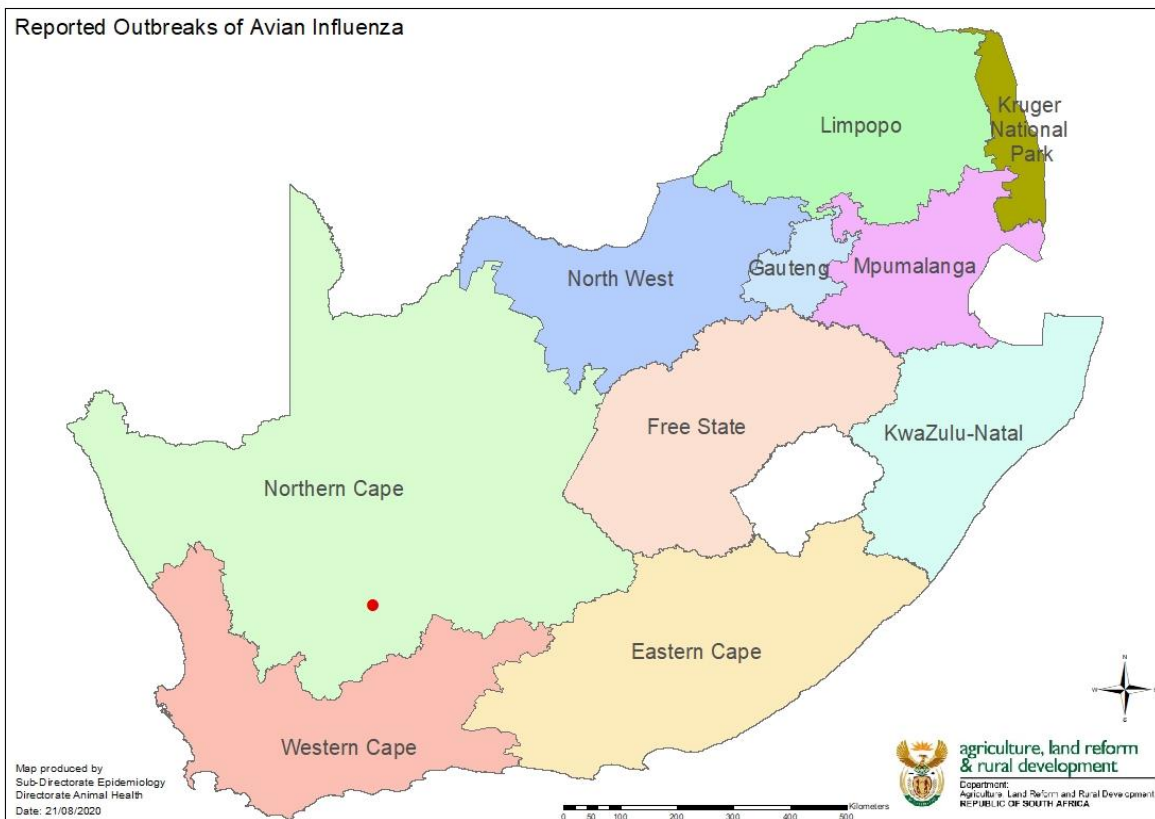 Reported Outbreaks of Avian Influenza
Limpopo
Kruger
National
Park
North West
Gauteng
Mpumalanga
Free State
KwaZulu-Natal
Northern Cape
Eastern Cape
Western Cape
N
W
S
Map produced by
Sub-Directorate Epidemiology
Directorate Animal Health
Date: 21/08/2020
Kilometers
0 50 100 200 300 400 500
agriculture, land reform
& rural development
Department:
Agriculture, Land Reform and Rural Development
REPUBLIC OF SOUTH AFRICA